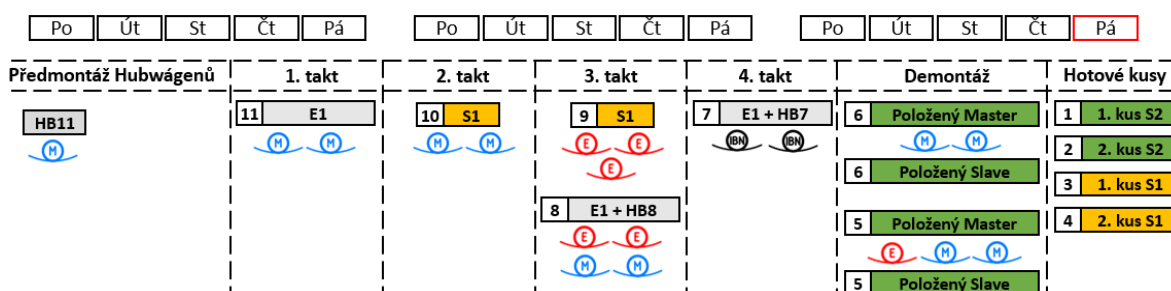 Po Út St Čt Pá Po Út St Čt Pá Po Út St Čt Pá
Předmontáž Hubwágenů 1. takt 2. takt 3. takt 4. takt Demontáž Hotové kusy
HB11 11 E1 10 S1 9 S1 7 E1 + HB7 6 Položený Master 1 1. kus S2
M M M M M E E IBN IBN M M 2 2. kus S2
E 6 Položený Slave 3 1. kus S1
8 E1 + HB8 5 Položený Master 4 2. kus S1
E E E M M
M M 5 Položený Slave